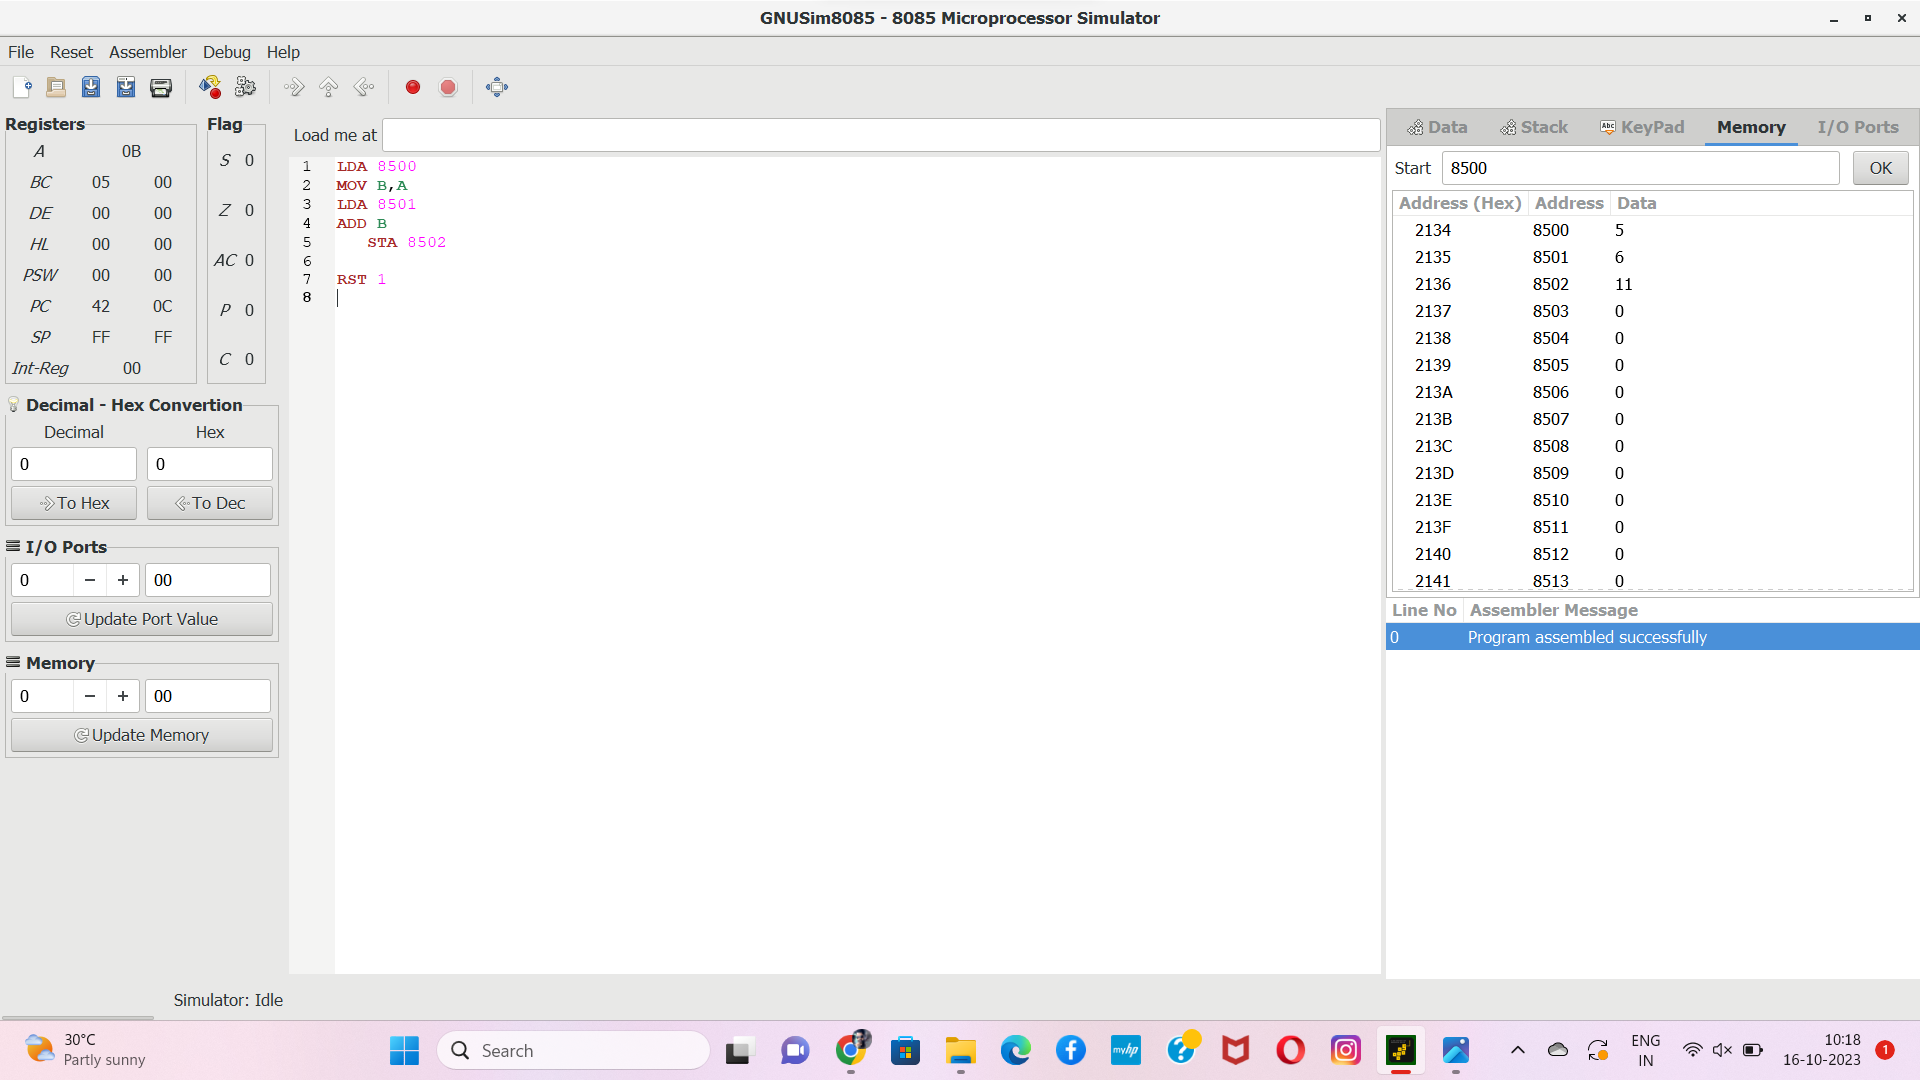 GNUSim8085 - 8085 Microprocessor Simulator
File Reset Assembler Debug Help
Registers
A 0B
BC 05 00
DE 00 00
HL 00 00
PSW 00 00
PC 42 0C
SP FF FF
Int-Reg 00
Flag
S 0
Z 0
AC 0
P 0
C 0
Decimal - Hex Convertion
Decimal Hex
0 0
To Hex To Dec
I/O Ports
0 − + 00
Update Port Value
Memory
0 − + 00
Update Memory
Load me at
1 LDA 8500
2 MOV B,A
3 LDA 8501
4 ADD B
5 STA 8502
6
7 RST 1
8
Data Stack Abc KeyPad Memory I/O Ports
Start 8500 OK
Address (Hex) Address Data
2134 8500 5
2135 8501 6
2136 8502 11
2137 8503 0
2138 8504 0
2139 8505 0
213A 8506 0
213B 8507 0
213C 8508 0
213D 8509 0
213E 8510 0
213F 8511 0
2140 8512 0
2141 8513 0
Line No Assembler Message
0 Program assembled successfully
Simulator: Idle
30°C
Partly sunny
Search
myhp
ENG
IN
10:18
16-10-2023
1